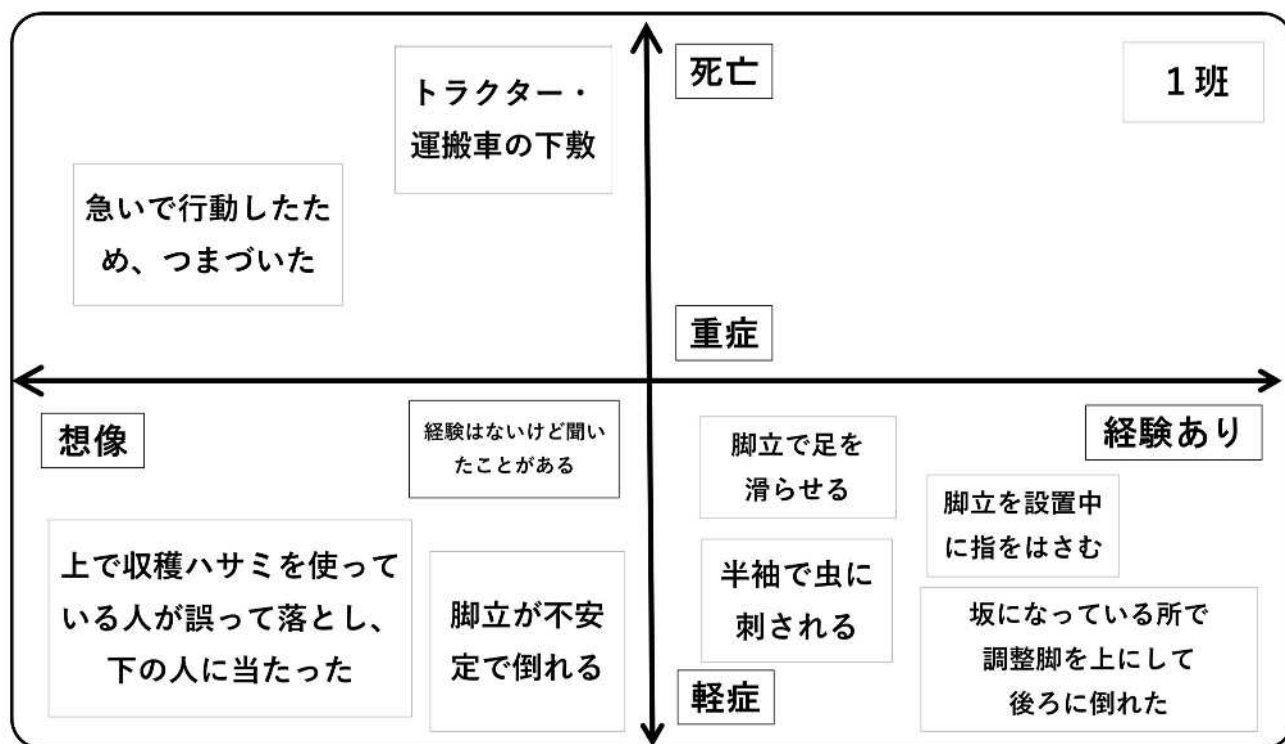 死亡
1班
トラクター・
運搬車の下敷
急いで行動したた
め、つまづいた
重症
想像
経験はないけど聞い
たことがある
経験あり
脚立で足を
滑らせる
脚立を設置中
に指をはさむ
上で収穫ハサミを使って
いる人が誤って落とし、
下の人に当たった
脚立が不安
定で倒れる
半袖で虫に
刺される
坂になっている所で
調整脚を上にして
後ろに倒れた
軽症